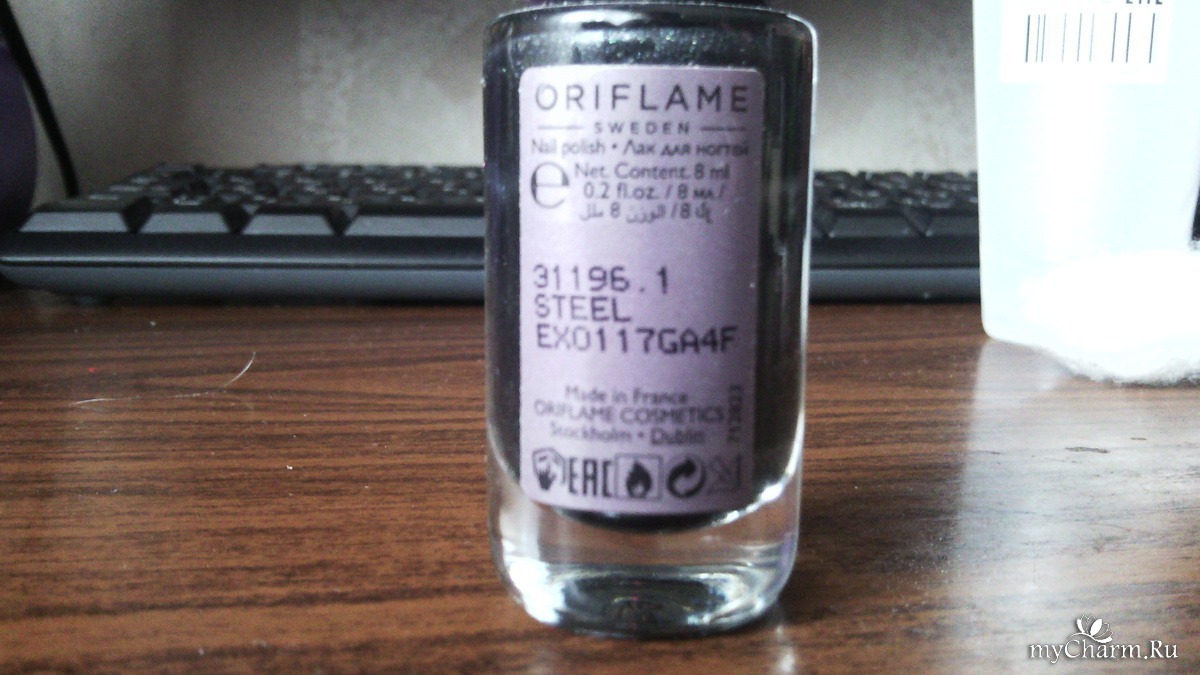 ORIFLAME
SWEDEN
Nail polish • Лак для ногтей
e Net. Content. 8 ml
0.2 fl.oz. / 8 мл /
31196.1
STEEL
EX0117GA4F
Made in France
ORIFLAME COSMETICS
Stockholm • Dublin
EAC
myCharm.Ru